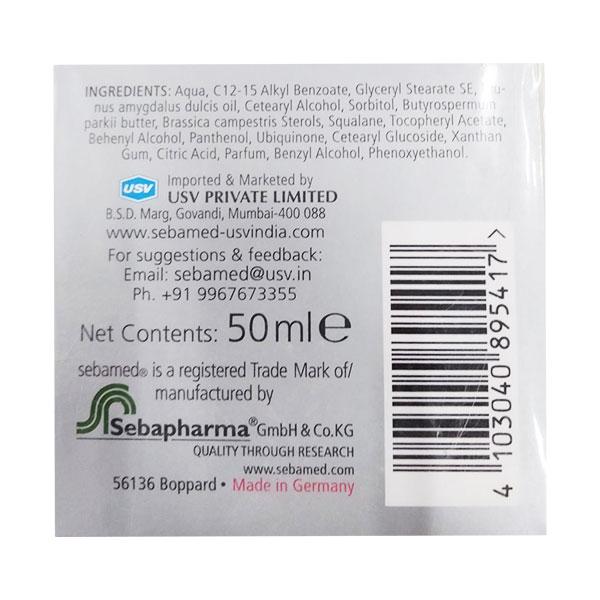 INGREDIENTS: Aqua, C12-15 Alkyl Benzoate, Glyceryl Stearate SE,
nus amygdalus dulcis oil, Cetearyl Alcohol, Sorbitol, Butyrospermum
parkii butter, Brassica campestris Sterols, Squalane, Tocopheryl Acetate,
Behenyl Alcohol, Panthenol, Ubiquinone, Cetearyl Glucoside, Xanthan
Gum, Citric Acid, Parfum, Benzyl Alcohol, Phenoxyethanol.
USV
Imported & Marketed by
USV PRIVATE LIMITED
B.S.D. Marg, Govandi, Mumbai-400 088
www.sebamed-usvindia.com
For suggestions & feedback:
Email: sebamed@usv.in
Ph. +91 9967673355
Net Contents: 50ml℮
sebamed® is a registered Trade Mark of/
manufactured by
Sebapharma® GmbH & Co.KG
QUALITY THROUGH RESEARCH
www.sebamed.com
56136 Boppard • Made in Germany
4 103040 895417 >